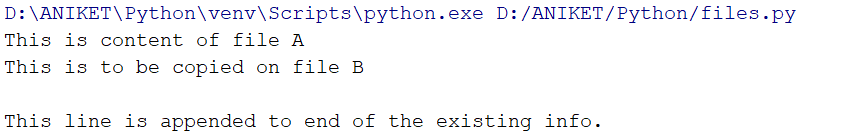 D:\ANIKET\Python\venv\Scripts\python.exe D:/ANIKET/Python/files.py
This is content of file A
This is to be copied on file B

This line is appended to end of the existing info.